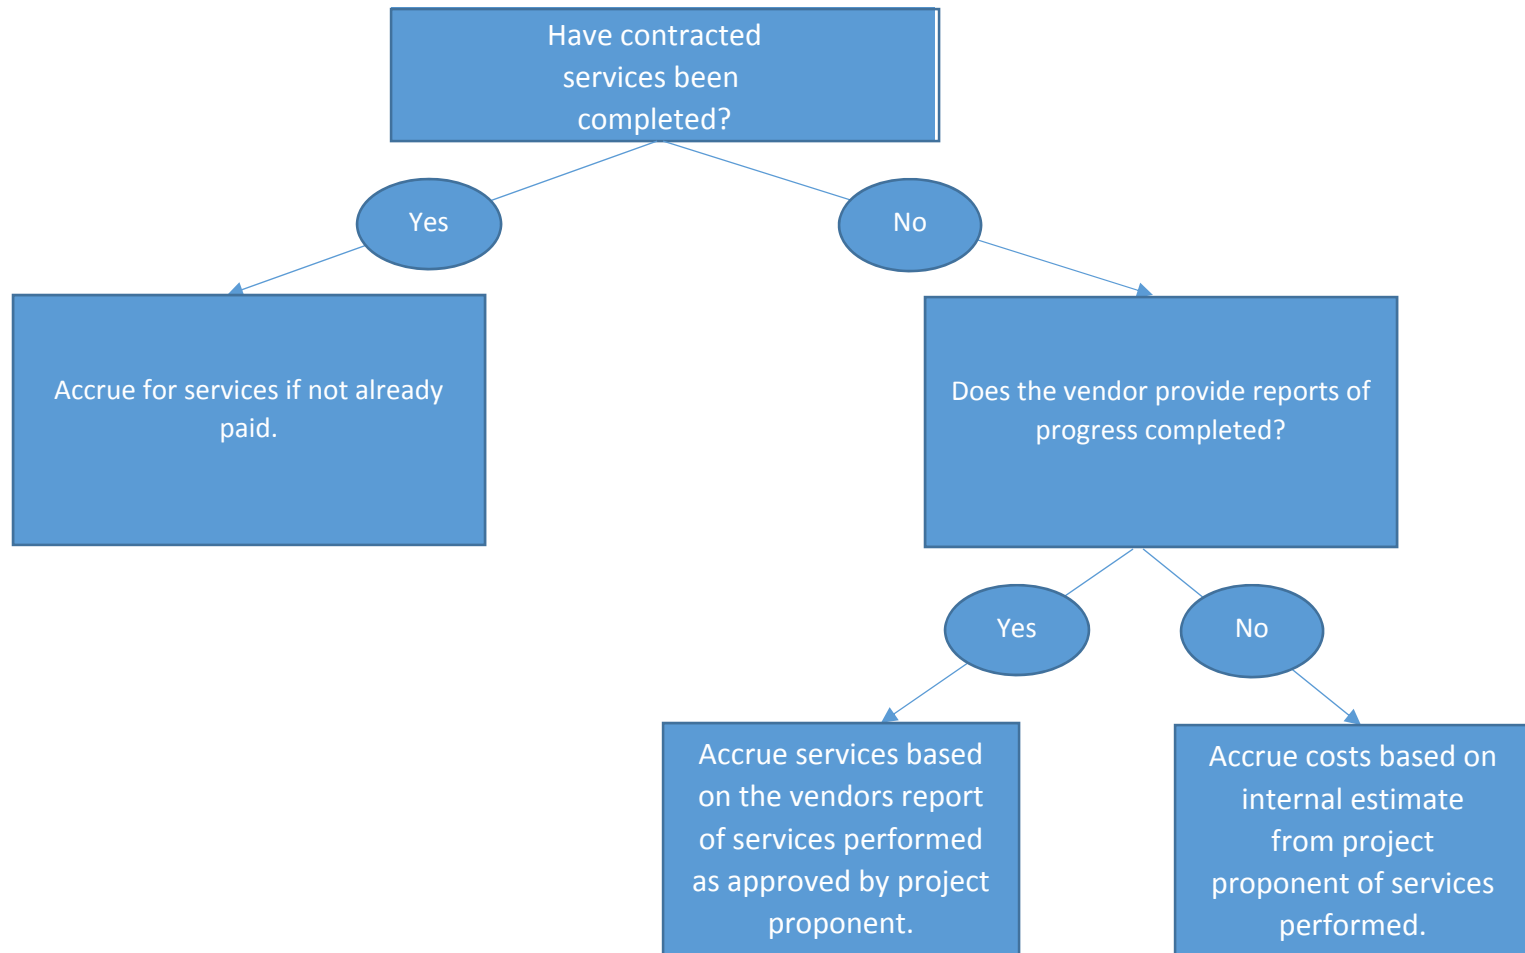 Have contracted
services been
completed?
Yes
No
Accrue for services if not already
paid.
Does the vendor provide reports of
progress completed?
Yes
No
Accrue services based
on the vendors report
of services performed
as approved by project
proponent.
Accrue costs based on
internal estimate
from project
proponent of services
performed.